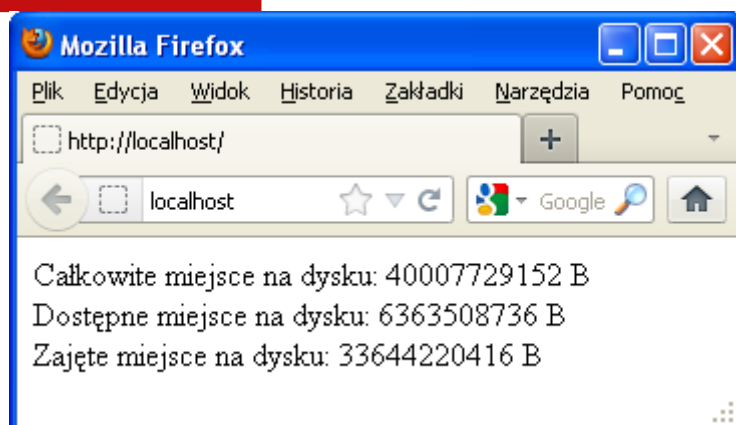 Mozilla Firefox
Plik Edycja Widok Historia Zakładki Narzędzia Pomoc
http://localhost/
localhost Google
Całkowite miejsce na dysku: 40007729152 B
Dostępne miejsce na dysku: 6363508736 B
Zajęte miejsce na dysku: 33644220416 B